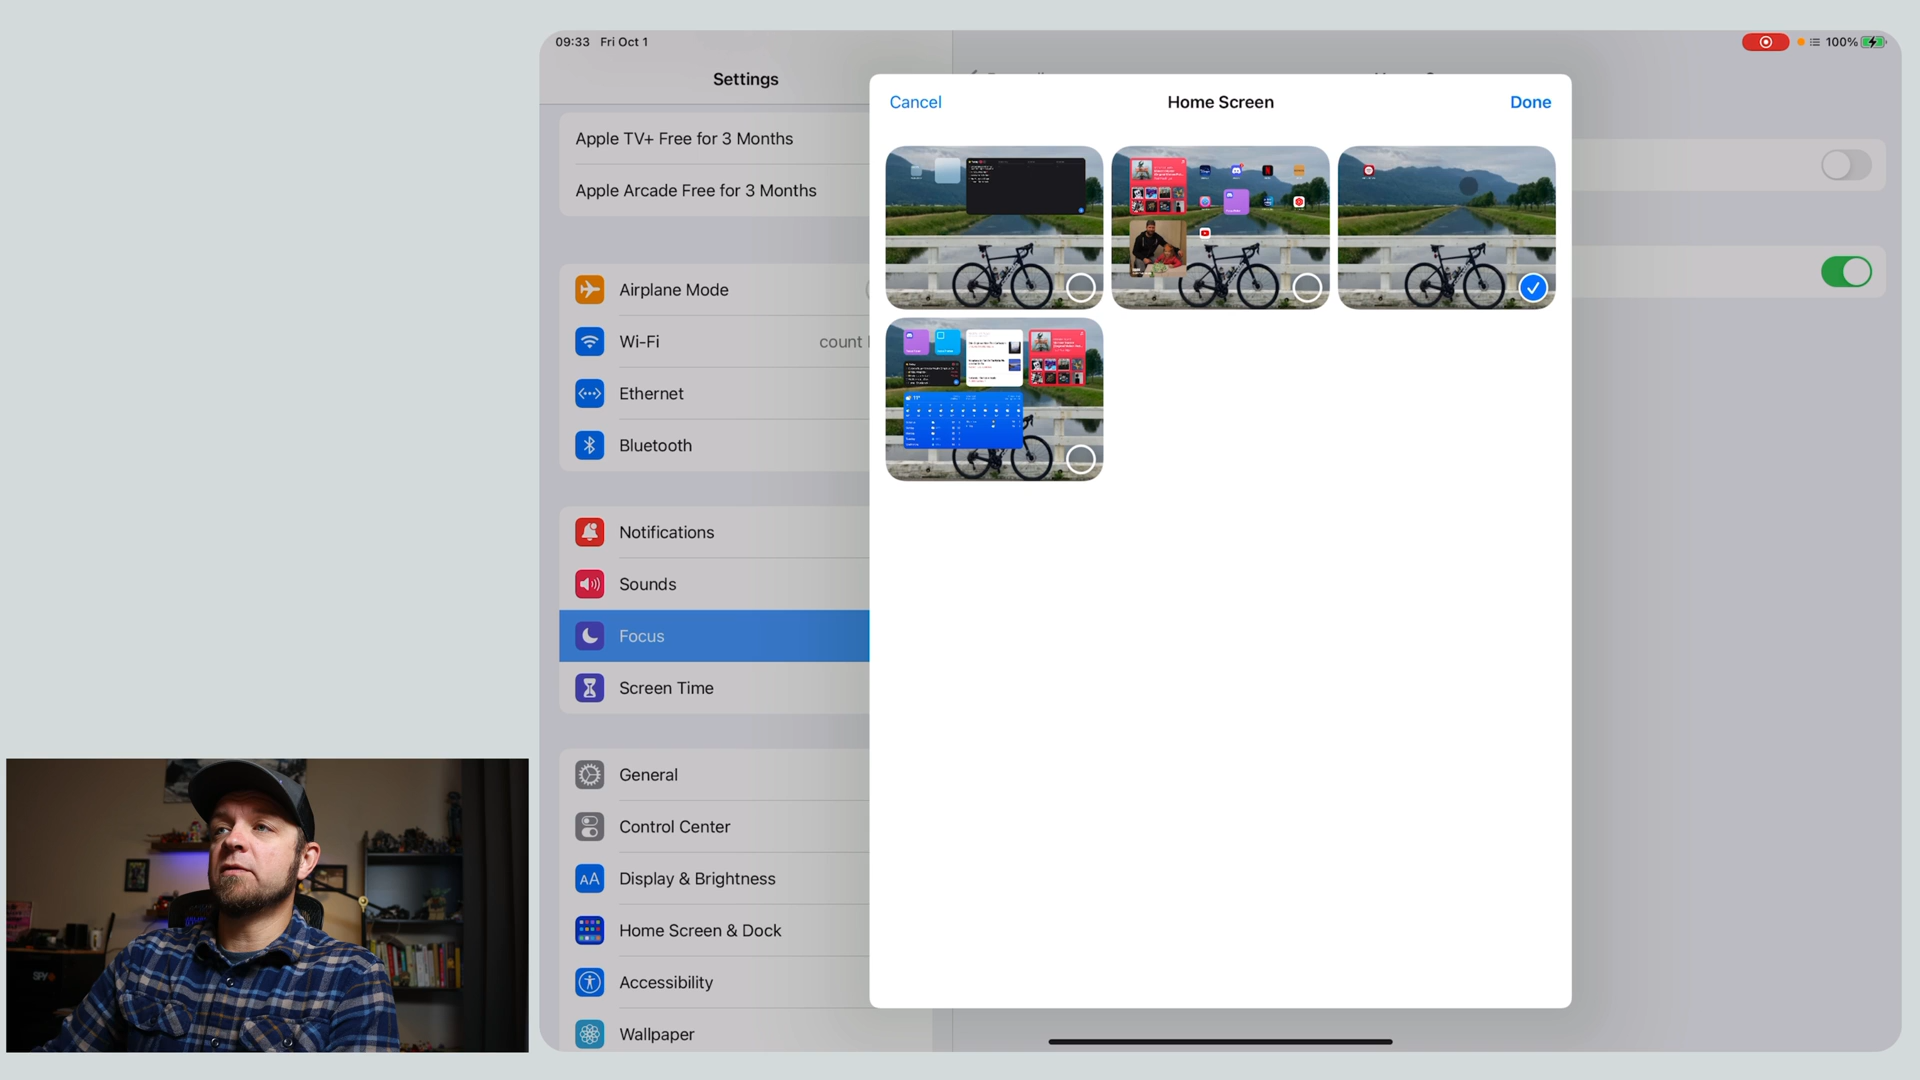 09:33 Fri Oct 1
100%
Settings
Apple TV+ Free for 3 Months
Apple Arcade Free for 3 Months
Airplane Mode
Wi-Fi
count
Ethernet
Bluetooth
Notifications
Sounds
Focus
Screen Time
General
Control Center
AA
Display & Brightness
Home Screen & Dock
Accessibility
Wallpaper
Cancel
Home Screen
Done